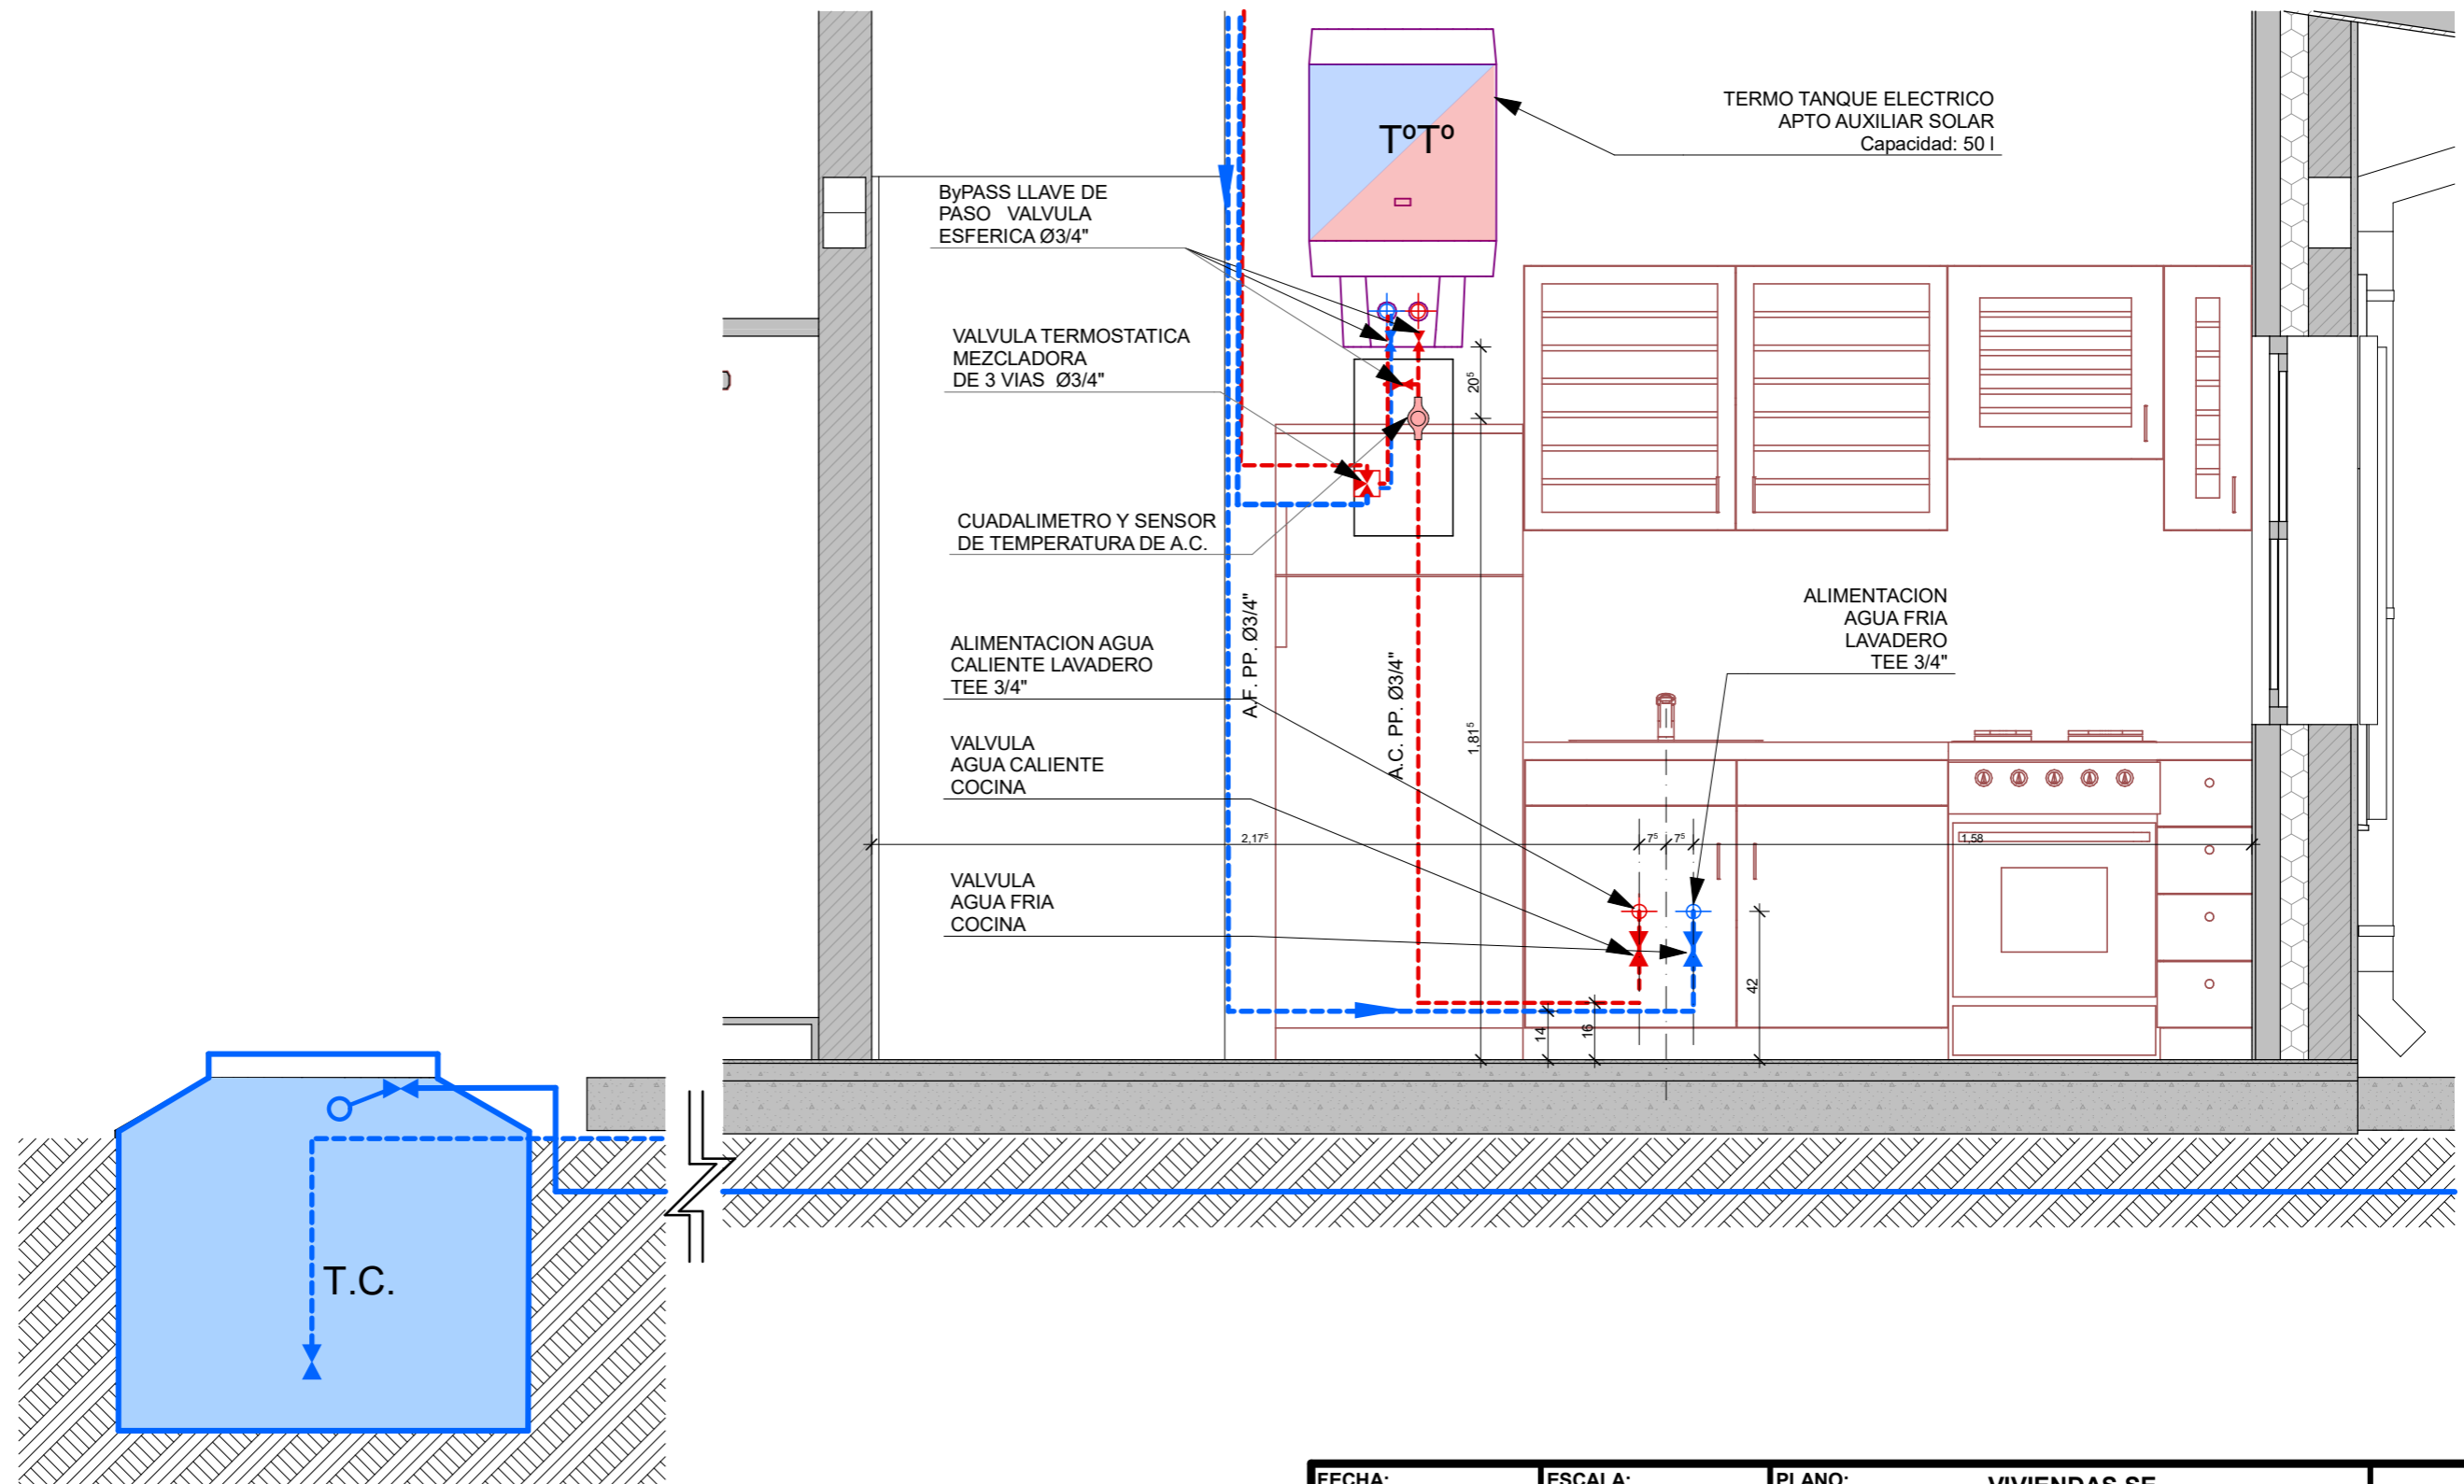 TERMO TANQUE ELECTRICO
APTO AUXILIAR SOLAR
Capacidad: 50 l
TºTº
ByPASS LLAVE DE
PASO VALVULA
ESFERICA Ø3/4"
VALVULA TERMOSTATICA
MEZCLADORA
DE 3 VIAS Ø3/4"
20⁵
CUADALIMETRO Y SENSOR
DE TEMPERATURA DE A.C.
A.F. PP. Ø3/4"
A.C. PP. Ø3/4"
1,81⁵
ALIMENTACION
AGUA FRIA
LAVADERO
TEE 3/4"
ALIMENTACION AGUA
CALIENTE LAVADERO
TEE 3/4"
VALVULA
AGUA CALIENTE
COCINA
2,17⁵
7⁵
7⁵
1,58
VALVULA
AGUA FRIA
COCINA
42
14
16
T.C.
FECHA:
ESCALA:
PLANO:
VIVIENDAS SE